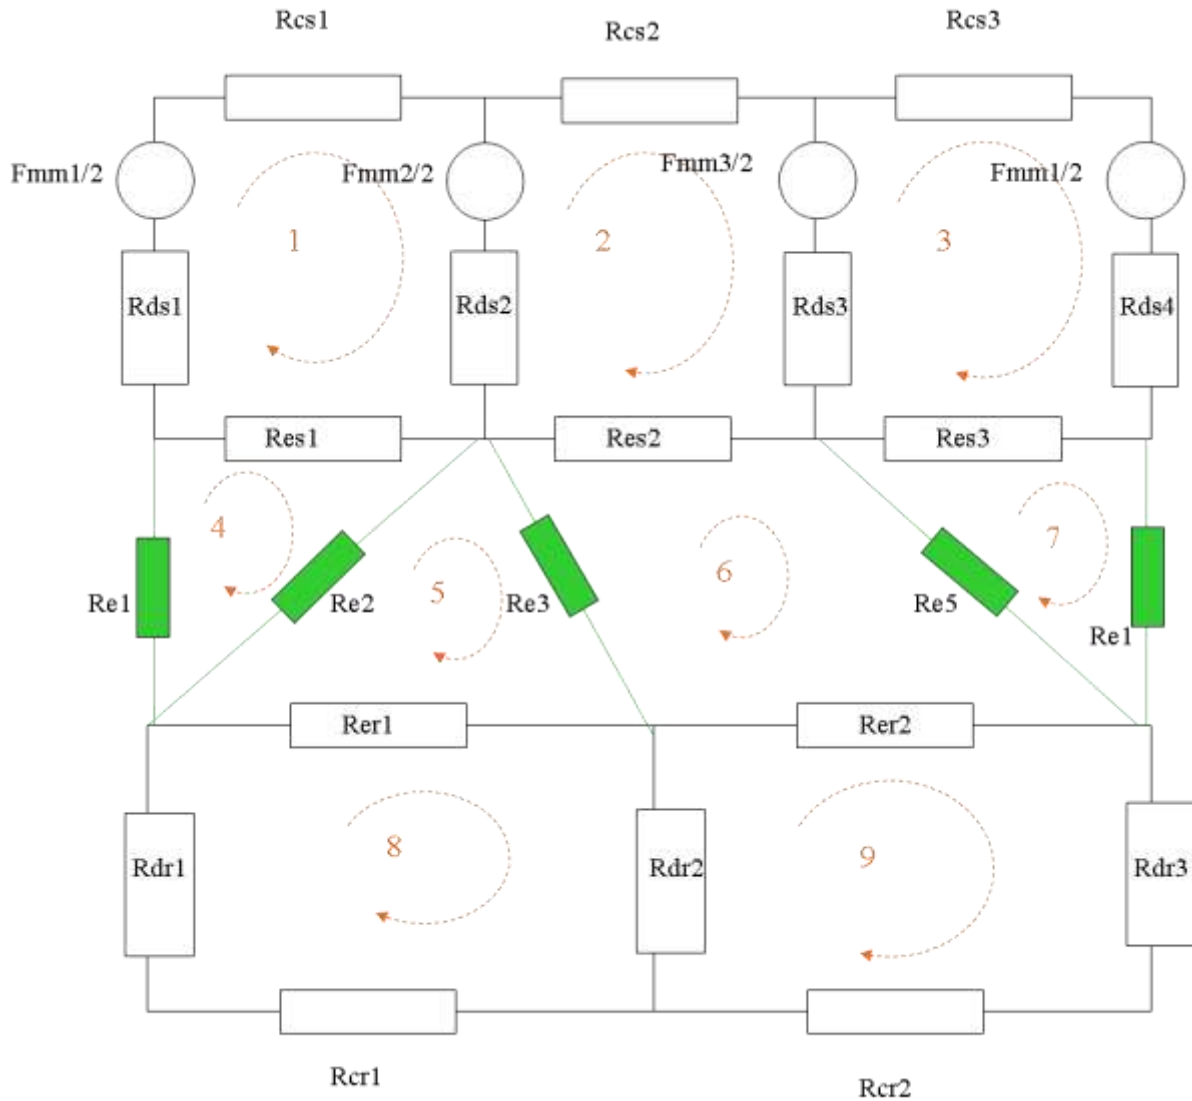 Rcs1
Rcs2
Rcs3
Fmm1/2
Fmm2/2
Fmm3/2
Fmm1/2
1
2
3
Rds1
Rds2
Rds3
Rds4
Res1
Res2
Res3
4
5
6
7
Re1
Re2
Re3
Re5
Re1
Rer1
Rer2
8
9
Rdr1
Rdr2
Rdr3
Rcr1
Rcr2